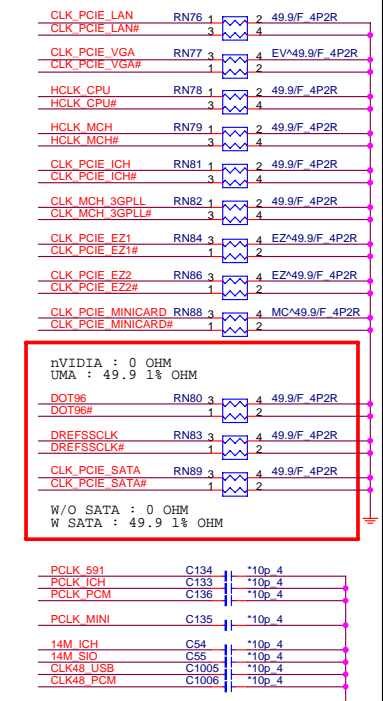 CLK_PCIE_LAN RN76 1 2 49.9/F_4P2R
CLK_PCIE_LAN# 3 4
CLK_PCIE_VGA RN77 3 4 EV^49.9/F_4P2R
CLK_PCIE_VGA# 1 2
HCLK_CPU RN78 1 2 49.9/F_4P2R
HCLK_CPU# 3 4
HCLK_MCH RN79 1 2 49.9/F_4P2R
HCLK_MCH# 3 4
CLK_PCIE_ICH RN81 1 2 49.9/F_4P2R
CLK_PCIE_ICH# 3 4
CLK_MCH_3GPLL RN82 1 2 49.9/F_4P2R
CLK_MCH_3GPLL# 3 4
CLK_PCIE_EZ1 RN84 3 4 EZ^49.9/F_4P2R
CLK_PCIE_EZ1# 1 2
CLK_PCIE_EZ2 RN86 3 4 EZ^49.9/F_4P2R
CLK_PCIE_EZ2# 1 2
CLK_PCIE_MINICARD RN88 3 4 MC^49.9/F_4P2R
CLK_PCIE_MINICARD# 1 2
nVIDIA : 0 OHM
UMA : 49.9 1% OHM
DOT96 RN80 3 4 49.9/F_4P2R
DOT96# 1 2
DREFSSCLK RN83 3 4 49.9/F_4P2R
DREFSSCLK# 1 2
CLK_PCIE_SATA RN89 3 4 49.9/F_4P2R
CLK_PCIE_SATA# 1 2
W/O SATA : 0 OHM
W SATA : 49.9 1% OHM
PCLK_591 C134 *10p_4
PCLK_ICH C133 *10p_4
PCLK_PCM C136 *10p_4
PCLK_MINI C135 *10p_4
14M_ICH C54 *10p_4
14M_SIO C55 *10p_4
CLK48_USB C1005 *10p_4
CLK48_PCM C1006 *10p_4